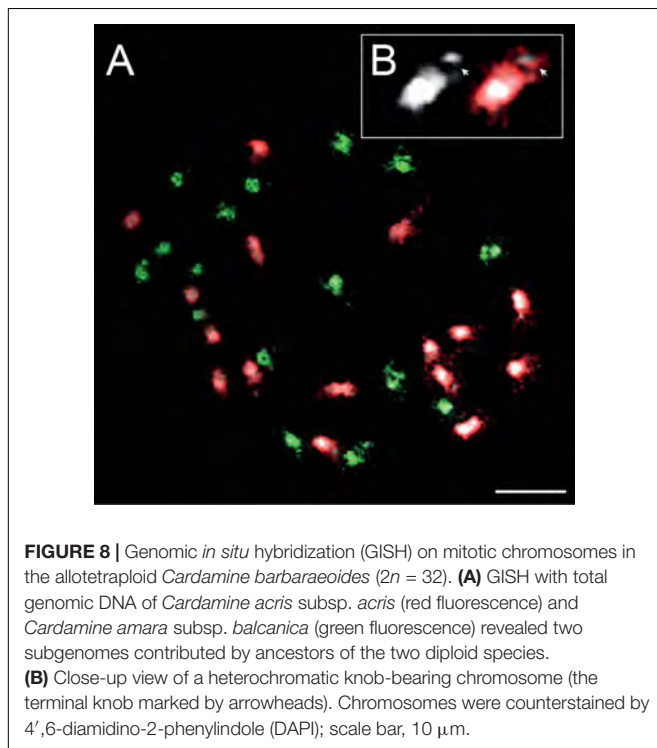 A
B
FIGURE 8 | Genomic in situ hybridization (GISH) on mitotic chromosomes in
the allotetraploid Cardamine barbaraeoides (2n = 32). (A) GISH with total
genomic DNA of Cardamine acris subsp. acris (red fluorescence) and
Cardamine amara subsp. balcanica (green fluorescence) revealed two
subgenomes contributed by ancestors of the two diploid species.
(B) Close-up view of a heterochromatic knob-bearing chromosome (the
terminal knob marked by arrowheads). Chromosomes were counterstained by
4′,6-diamidino-2-phenylindole (DAPI); scale bar, 10 μm.